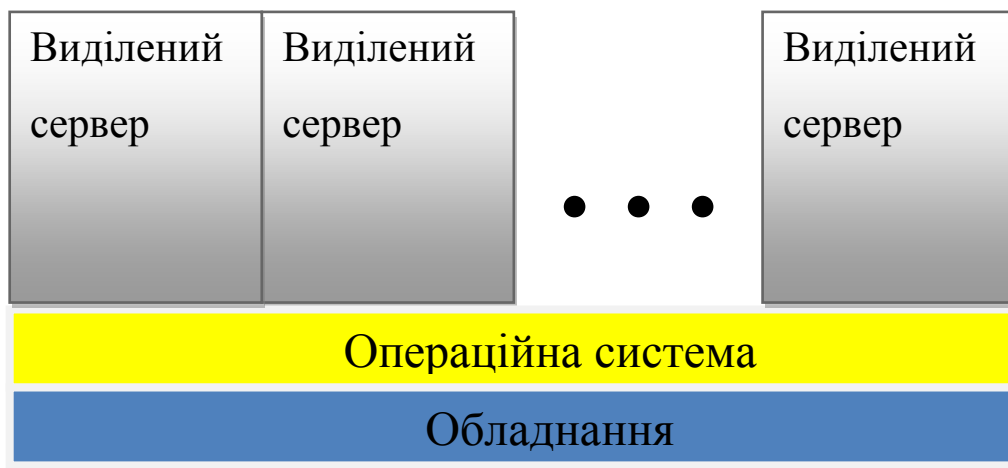 Виділений
сервер
Виділений
сервер
Виділений
сервер
Операційна система
Обладнання